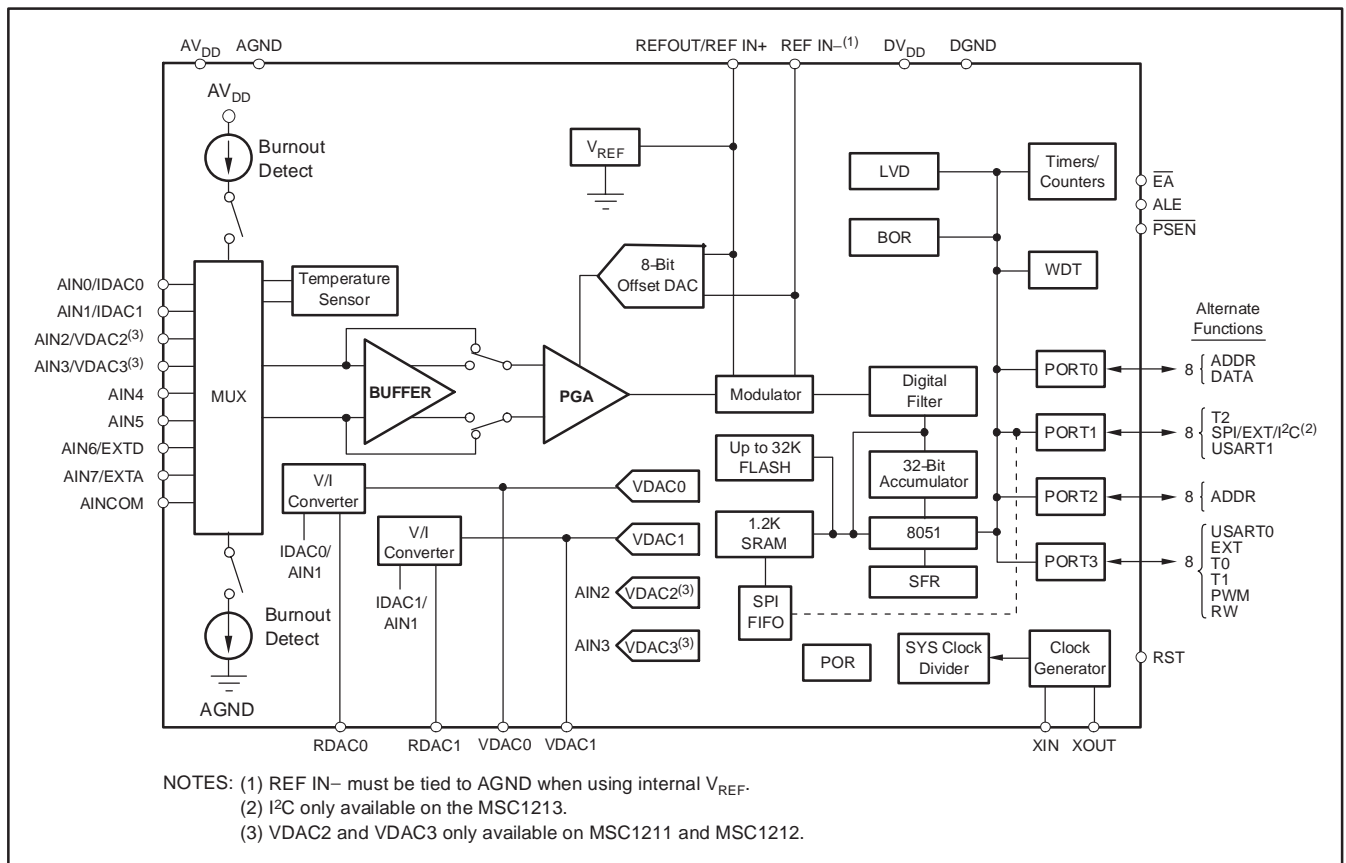 AVDD AGND REFOUT/REF IN+ REF IN−(1) DVDD DGND
AVDD
Burnout
Detect
VREF
LVD
Timers/
Counters
EA
ALE
PSEN
BOR
WDT
8-Bit
Offset DAC
Temperature
Sensor
AIN0/IDAC0
AIN1/IDAC1
AIN2/VDAC2(3)
AIN3/VDAC3(3)
AIN4
AIN5
AIN6/EXTD
AIN7/EXTA
AINCOM
MUX
BUFFER
PGA
Modulator
Digital
Filter
Alternate
Functions
PORT0
8
ADDR
DATA
PORT1
8
T2
SPI/EXT/I2C(2)
USART1
PORT2
8
ADDR
PORT3
8
USART0
EXT
T0
T1
PWM
RW
Up to 32K
FLASH
32-Bit
Accumulator
1.2K
SRAM
8051
SFR
SPI
FIFO
V/I
Converter
VDAC0
IDAC0/
AIN1
V/I
Converter
VDAC1
IDAC1/
AIN1
AIN2 VDAC2(3)
AIN3 VDAC3(3)
Burnout
Detect
AGND
POR
SYS Clock
Divider
Clock
Generator
RST
RDAC0 RDAC1 VDAC0 VDAC1 XIN XOUT
NOTES: (1) REF IN− must be tied to AGND when using internal VREF.
(2) I2C only available on the MSC1213.
(3) VDAC2 and VDAC3 only available on MSC1211 and MSC1212.